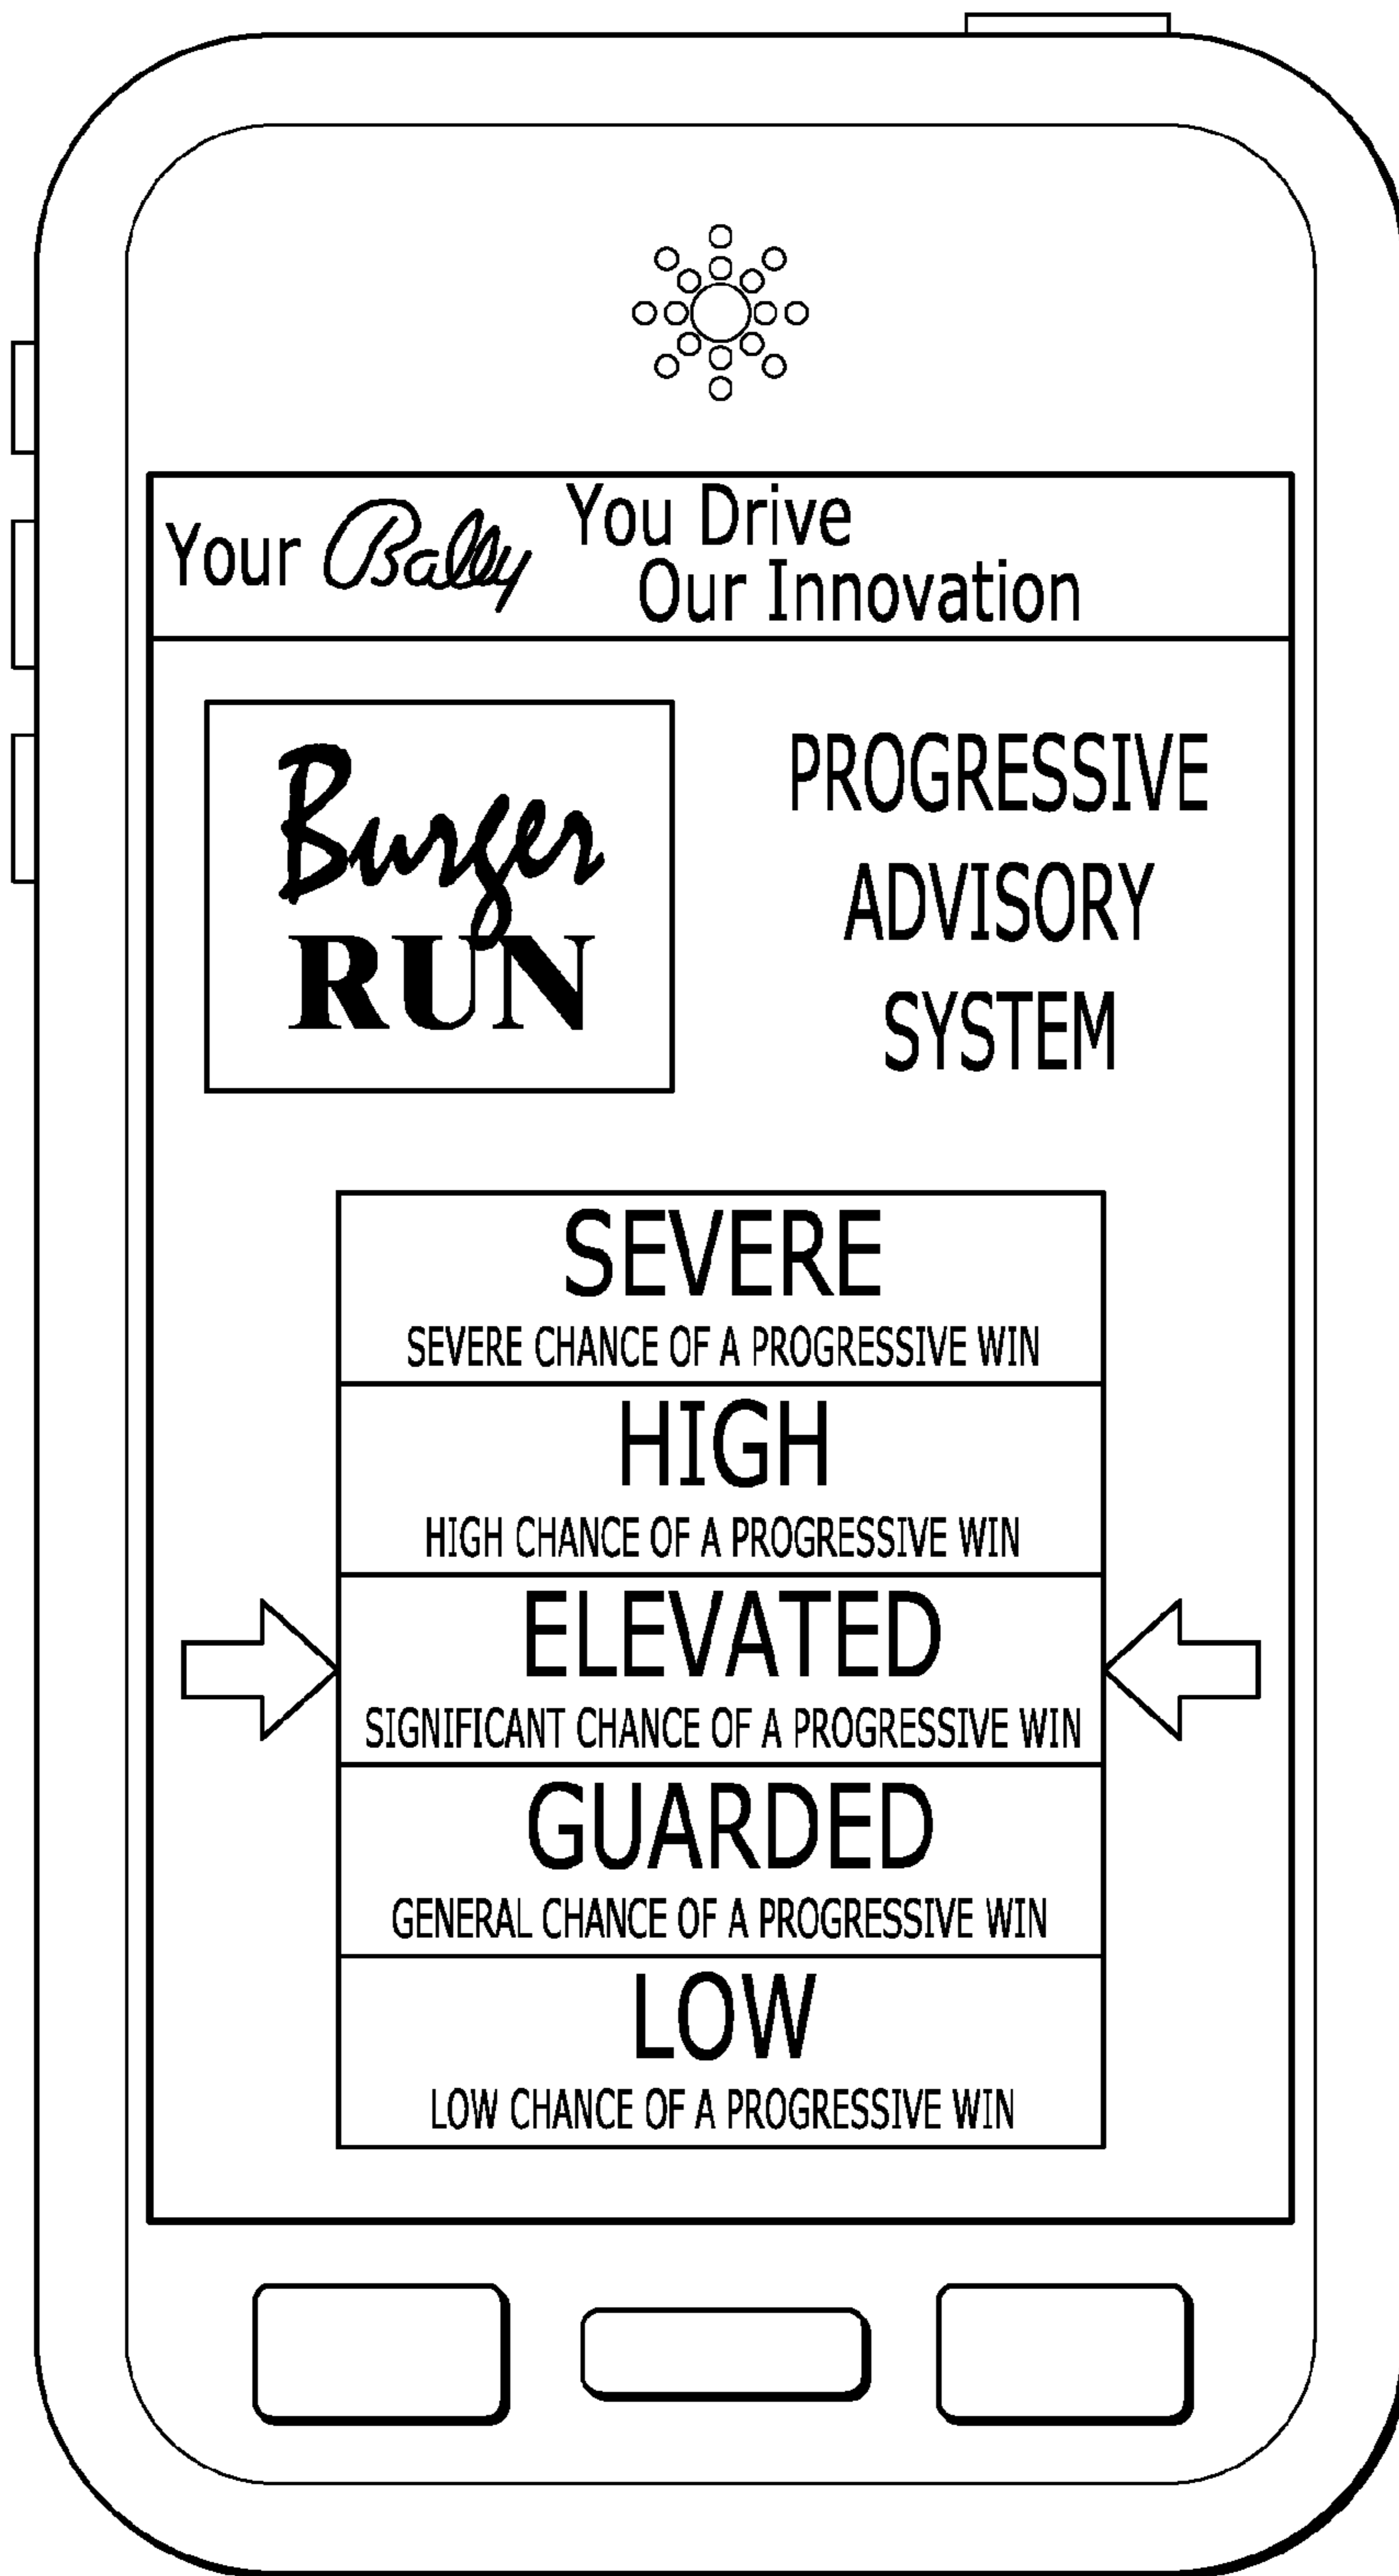 Your Bally You Drive
Our Innovation
Burger
RUN
PROGRESSIVE
ADVISORY
SYSTEM
SEVERE
SEVERE CHANCE OF A PROGRESSIVE WIN
HIGH
HIGH CHANCE OF A PROGRESSIVE WIN
ELEVATED
SIGNIFICANT CHANCE OF A PROGRESSIVE WIN
GUARDED
GENERAL CHANCE OF A PROGRESSIVE WIN
LOW
LOW CHANCE OF A PROGRESSIVE WIN